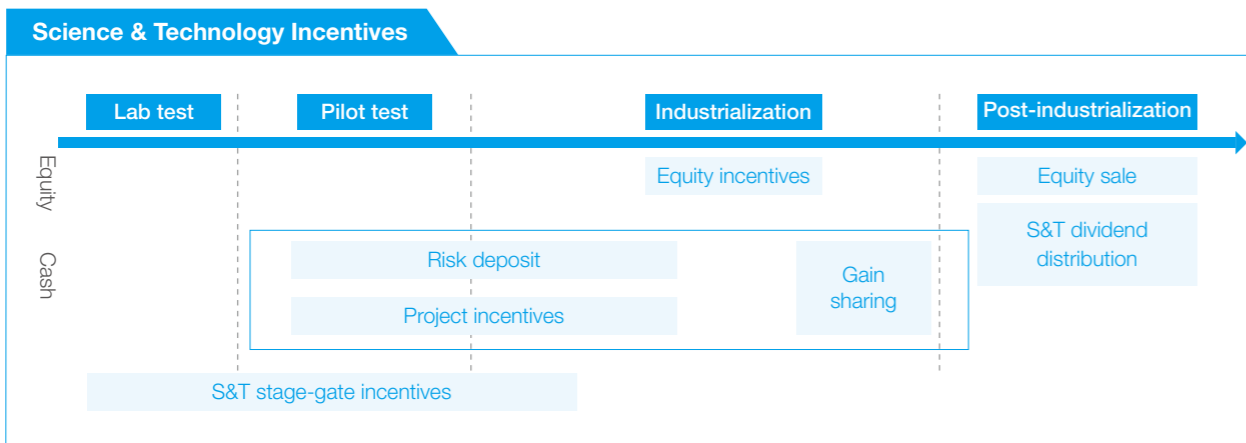 Science & Technology Incentives
Lab test
Pilot test
Industrialization
Post-industrialization
Equity
Equity incentives
Equity sale
S&T dividend
distribution
Cash
Risk deposit
Gain
sharing
Project incentives
S&T stage-gate incentives